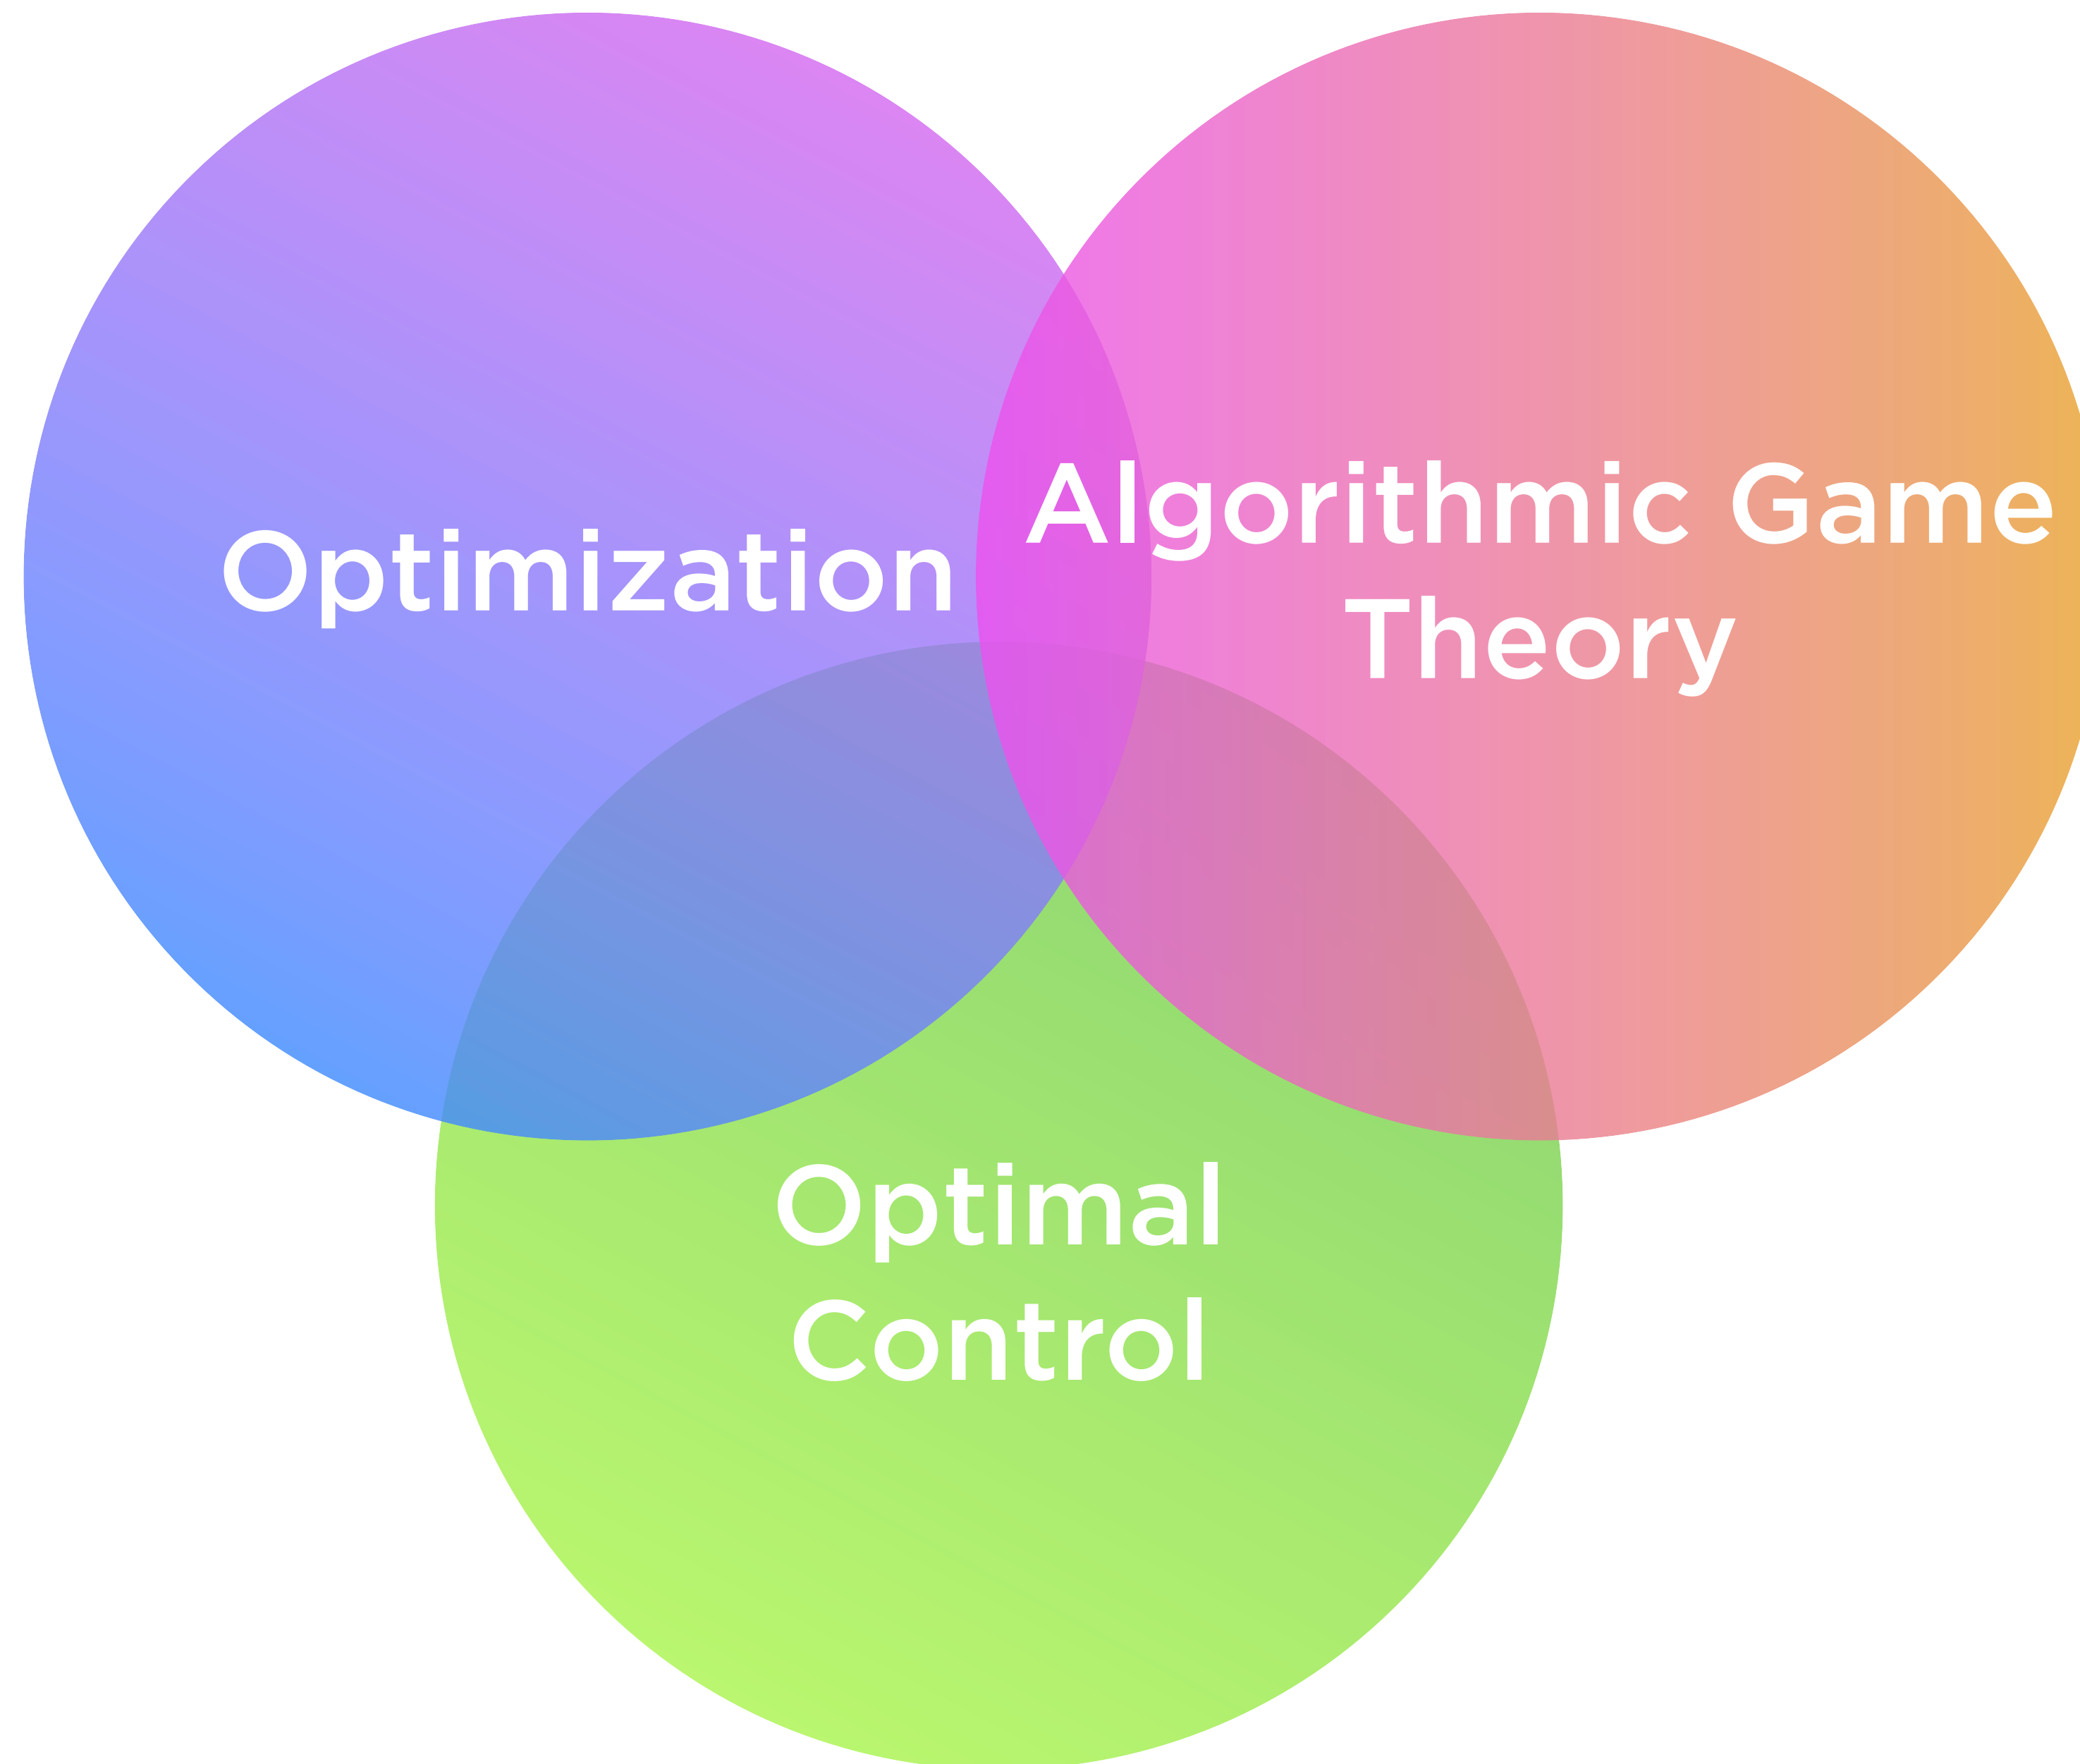 Optimization
Algorithmic Game
Theory
Optimal
Control